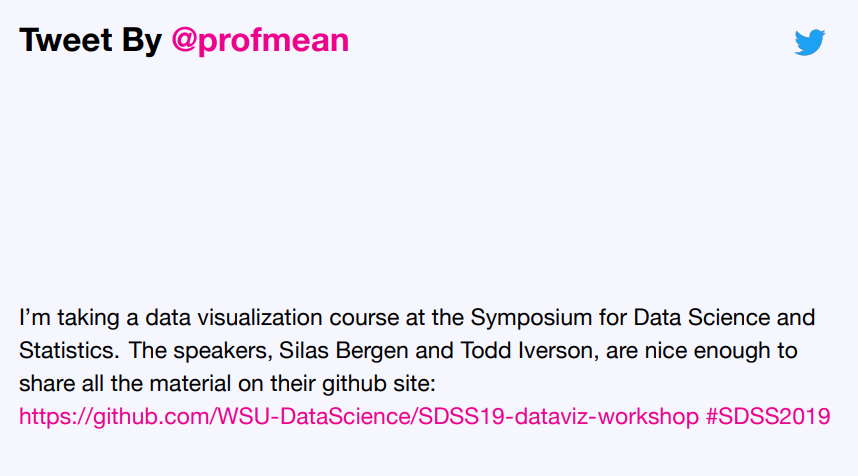 Tweet By @profmean
I’m taking a data visualization course at the Symposium for Data Science and
Statistics. The speakers, Silas Bergen and Todd Iverson, are nice enough to
share all the material on their github site:
https://github.com/WSU-DataScience/SDSS19-dataviz-workshop #SDSS2019